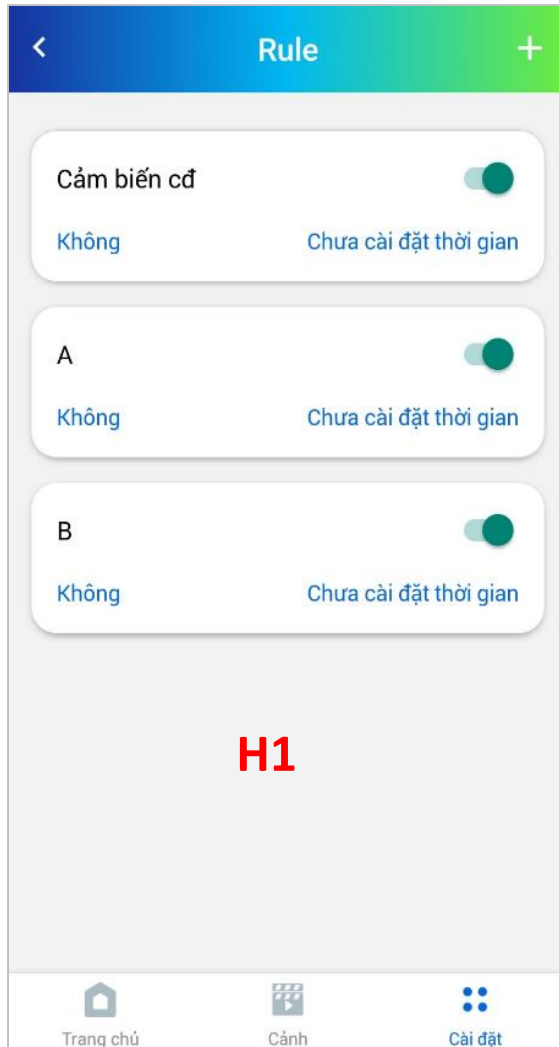 Rule
Cảm biến cđ
Không Chưa cài đặt thời gian
A
Không Chưa cài đặt thời gian
B
Không Chưa cài đặt thời gian
H1
Trang chủ Cảnh Cài đặt